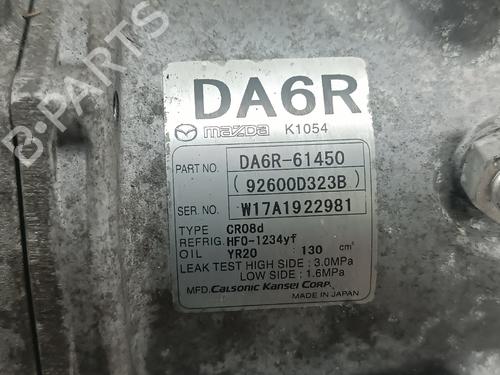 DA6R
mazda K1054
PART NO. DA6R-61450
(92600D323B)
SER NO. W17A1922981
TYPE CR08d
REFRIG. HFO-1234yf
OIL YR20 130 cm³
LEAK TEST HIGH SIDE : 3.0MPa
LOW SIDE : 1.6MPa
MFD. CALSONIC KANSEI CORP.
MADE IN JAPAN
B-PARTS